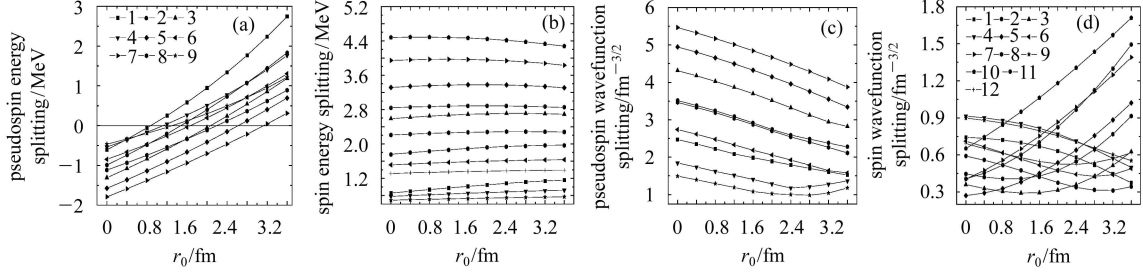 (a)
1 2 3
4 5 6
7 8 9
3
2
1
0
−1
−2
pseudospin energy
splitting/MeV
0 0.8 1.6 2.4 3.2
r0/fm
(b)
5.2
4.4
3.6
2.8
2.0
1.2
spin energy splitting/MeV
0 0.8 1.6 2.4 3.2
r0/fm
(c)
6
5
4
3
2
1
pseudospin wavefunction
splitting/fm−3/2
0 0.8 1.6 2.4 3.2
r0/fm
(d)
1 2 3
4 5 6
7 8 9
10 11
12
1.8
1.5
1.2
0.9
0.6
0.3
spin wavefunction
splitting/fm−3/2
0 0.8 1.6 2.4 3.2
r0/fm